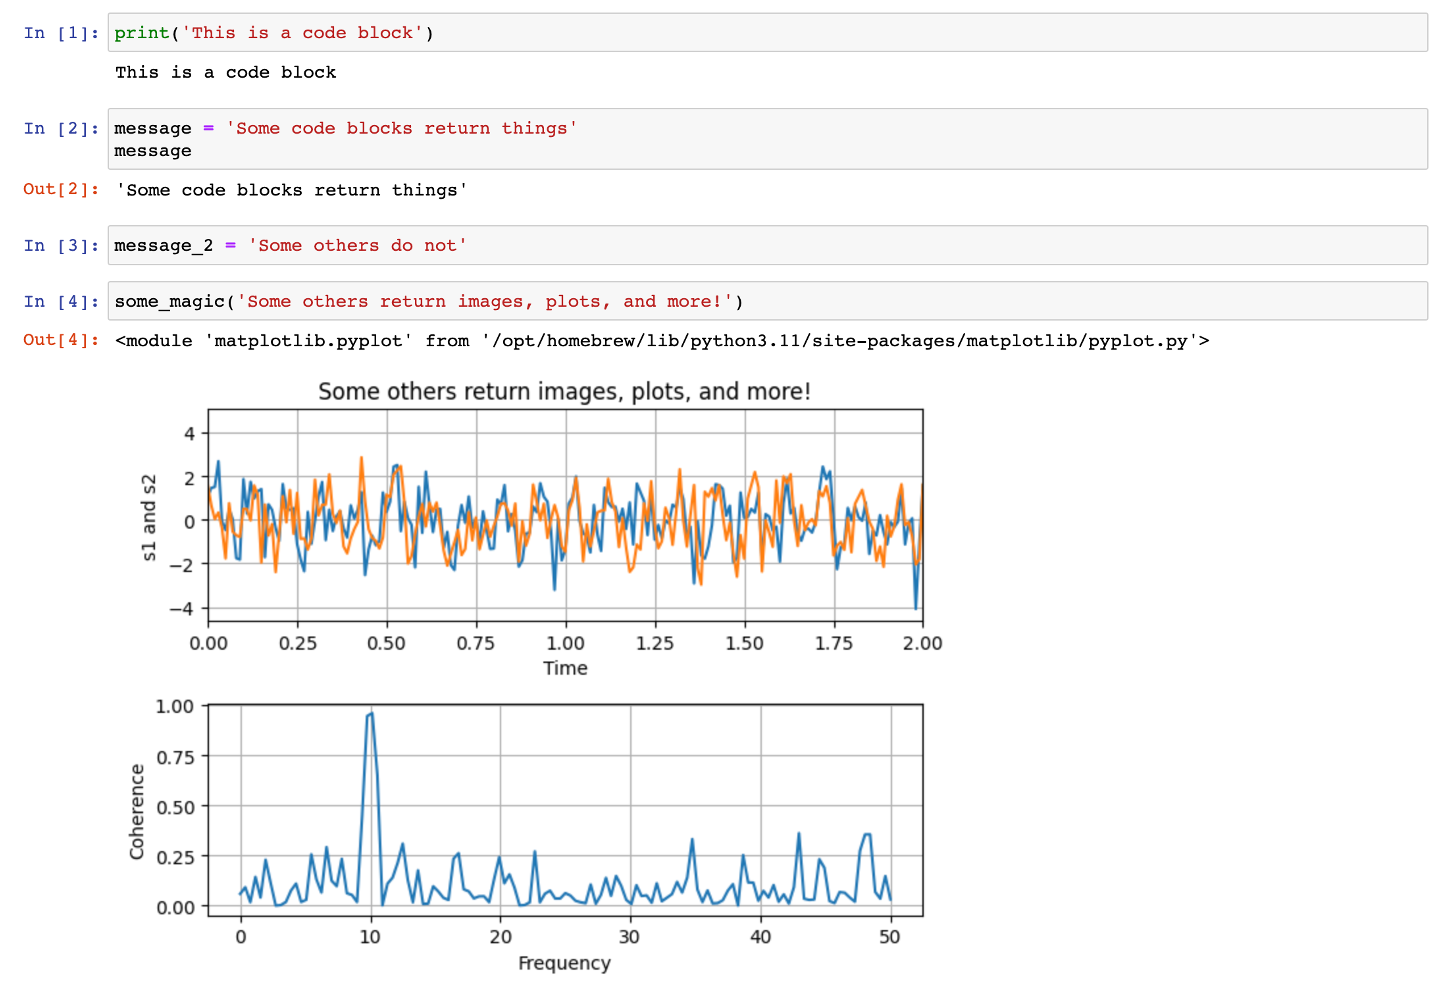 In [1]: print('This is a code block')
This is a code block
In [2]: message = 'Some code blocks return things'
message
Out[2]: 'Some code blocks return things'
In [3]: message_2 = 'Some others do not'
In [4]: some_magic('Some others return images, plots, and more!')
Out[4]: <module 'matplotlib.pyplot' from '/opt/homebrew/lib/python3.11/site-packages/matplotlib/pyplot.py'>
Some others return images, plots, and more!
s1 and s2
4
2
0
−2
−4
0.00 0.25 0.50 0.75 1.00 1.25 1.50 1.75 2.00
Time
Coherence
1.00
0.75
0.50
0.25
0.00
0 10 20 30 40 50
Frequency